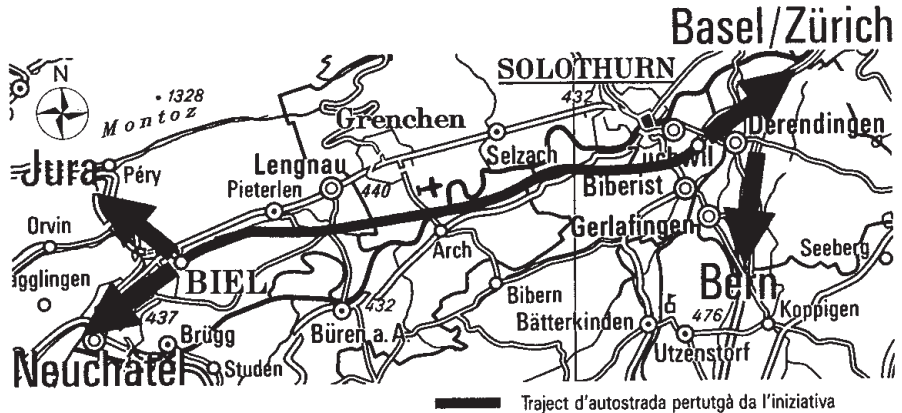 Basel/Zürich
SOLOTHURN
N
1328
Montoz
432
Grenchen
Derendingen
Jura
Péry
Lengnau
Selzach
Zuchwil
Pieterlen
440
Biberist
Orvin
Gerlafingen
Arch
Seeberg
BIEL
Bern
Bibern
437
432
476
Koppigen
Brügg
Büren a. A.
Bätterkinden
Utzenstorf
Neuchâtel
Studen
Traject d'autostrada pertutgà da l'iniziativa